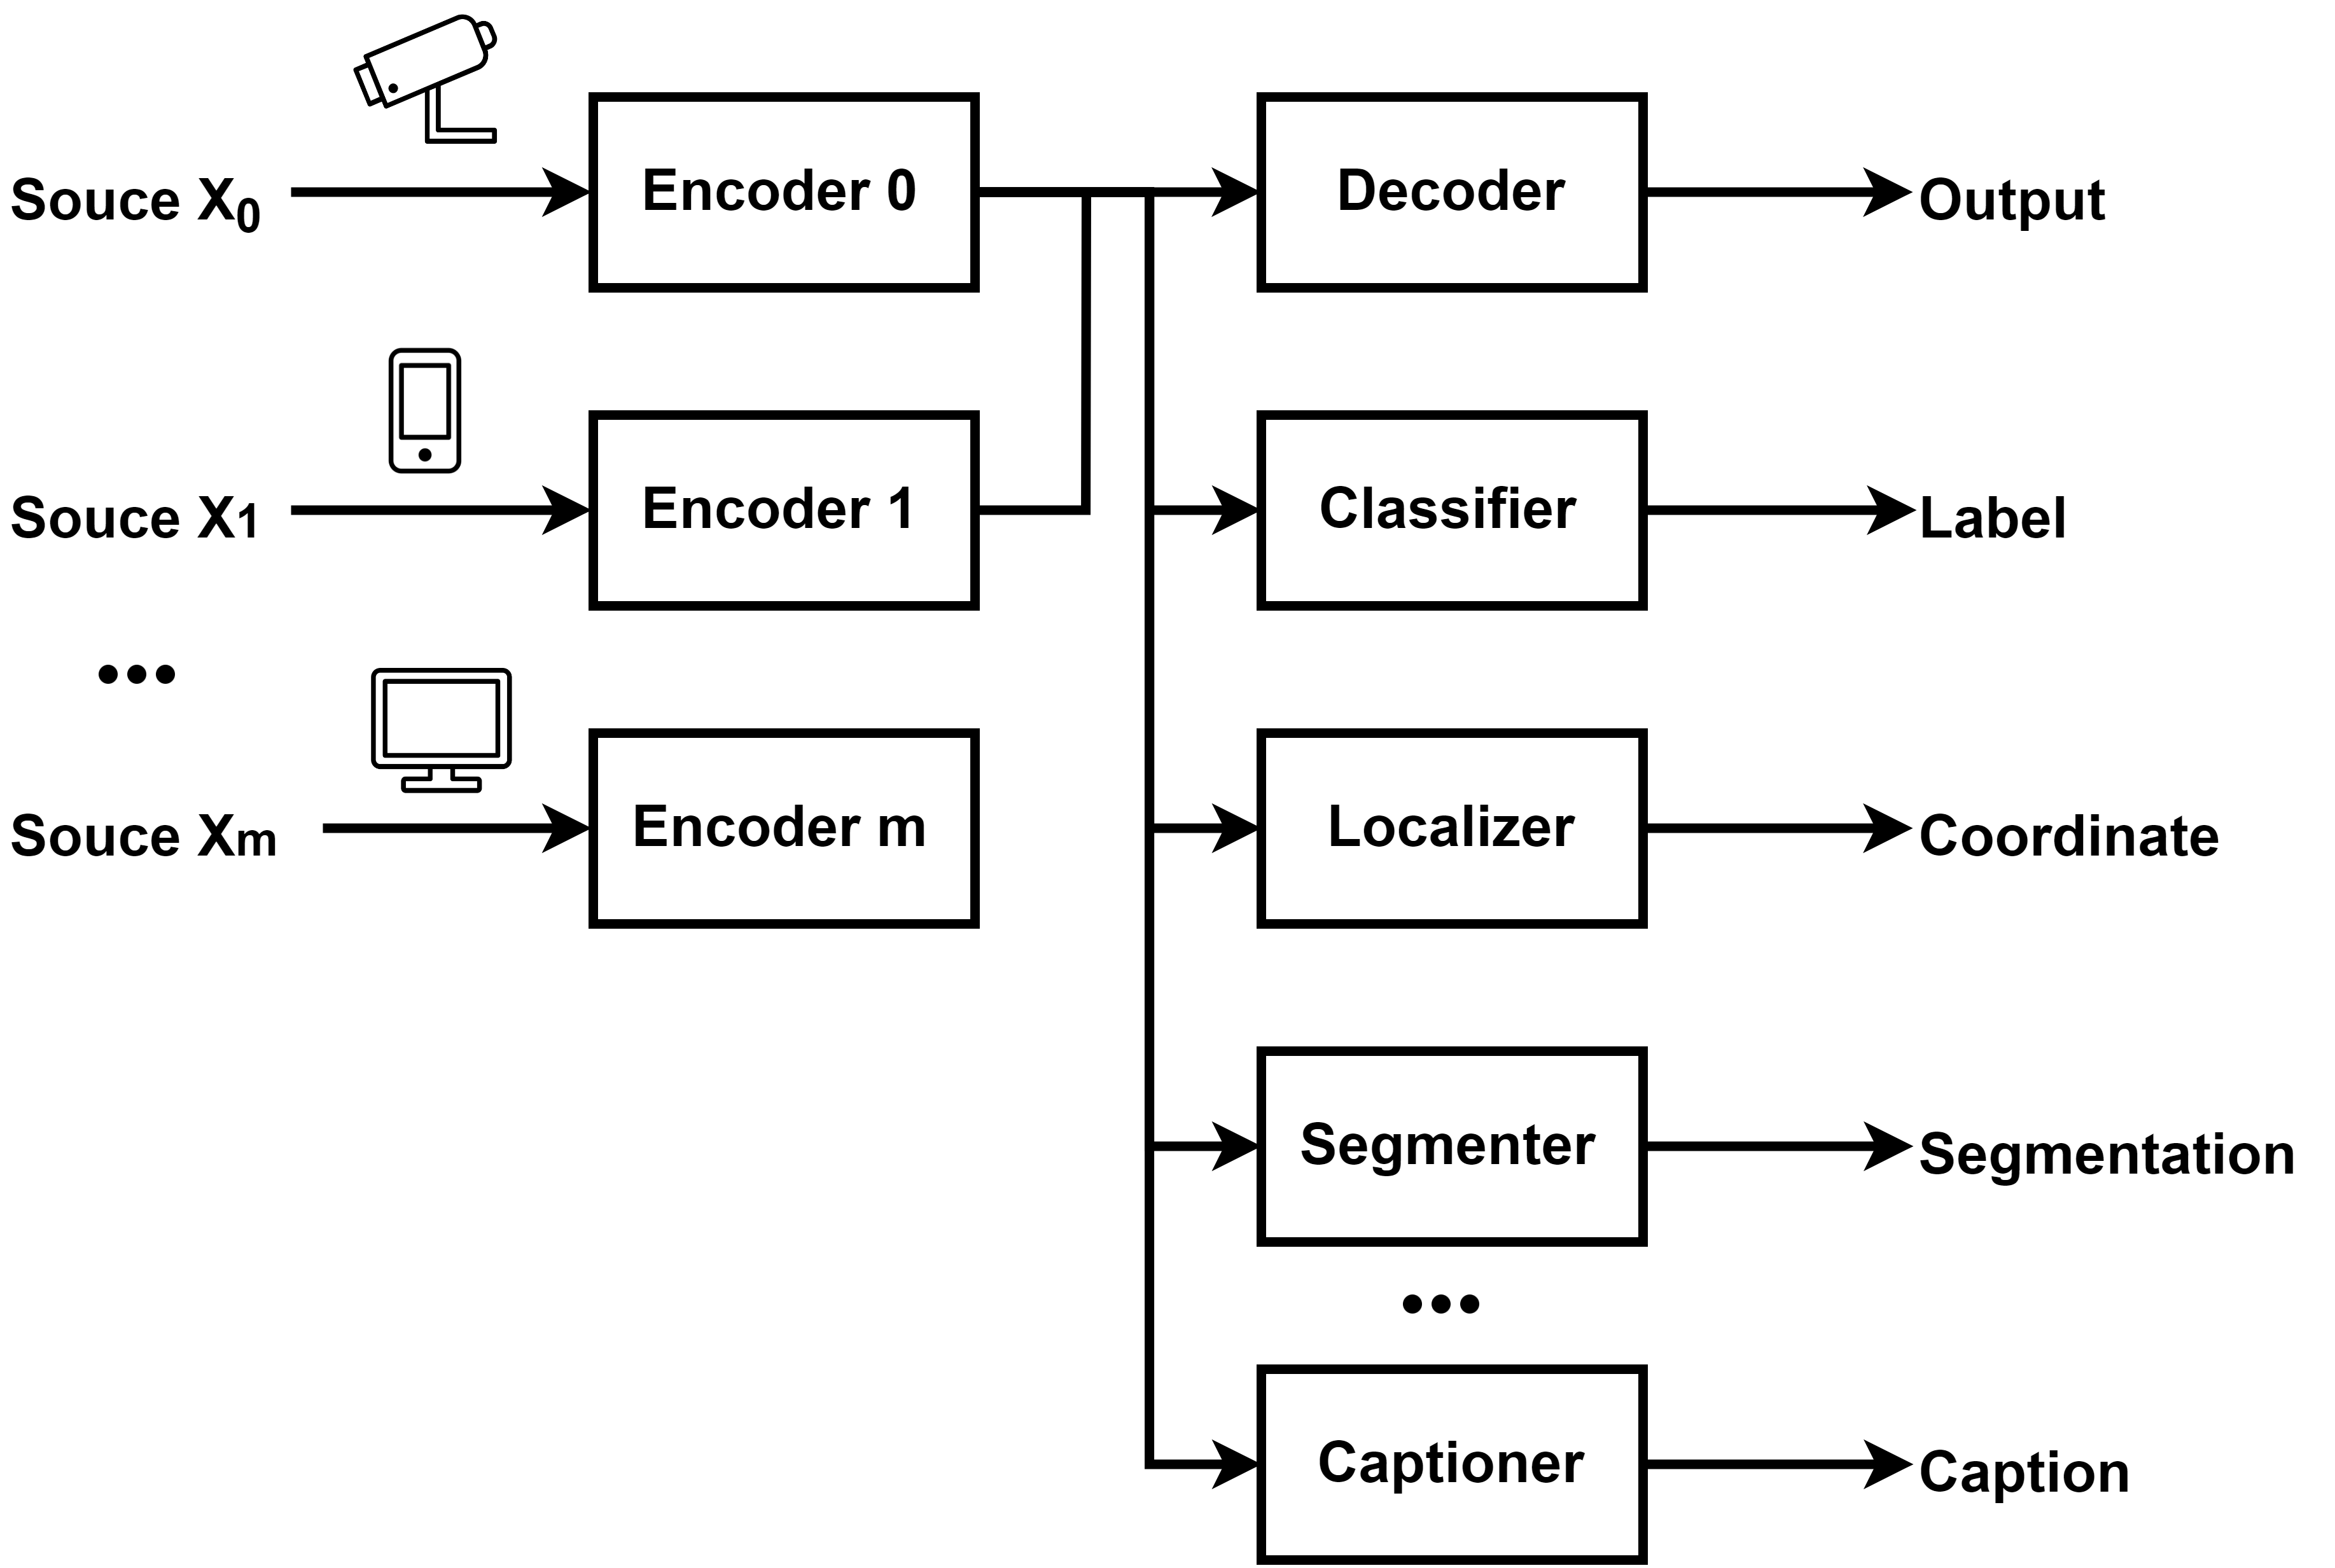 Souce X0
Encoder 0
Decoder
Output
Souce X1
Encoder 1
Classifier
Label
•••
Souce Xm
Encoder m
Localizer
Coordinate
Segmenter
Segmentation
•••
Captioner
Caption